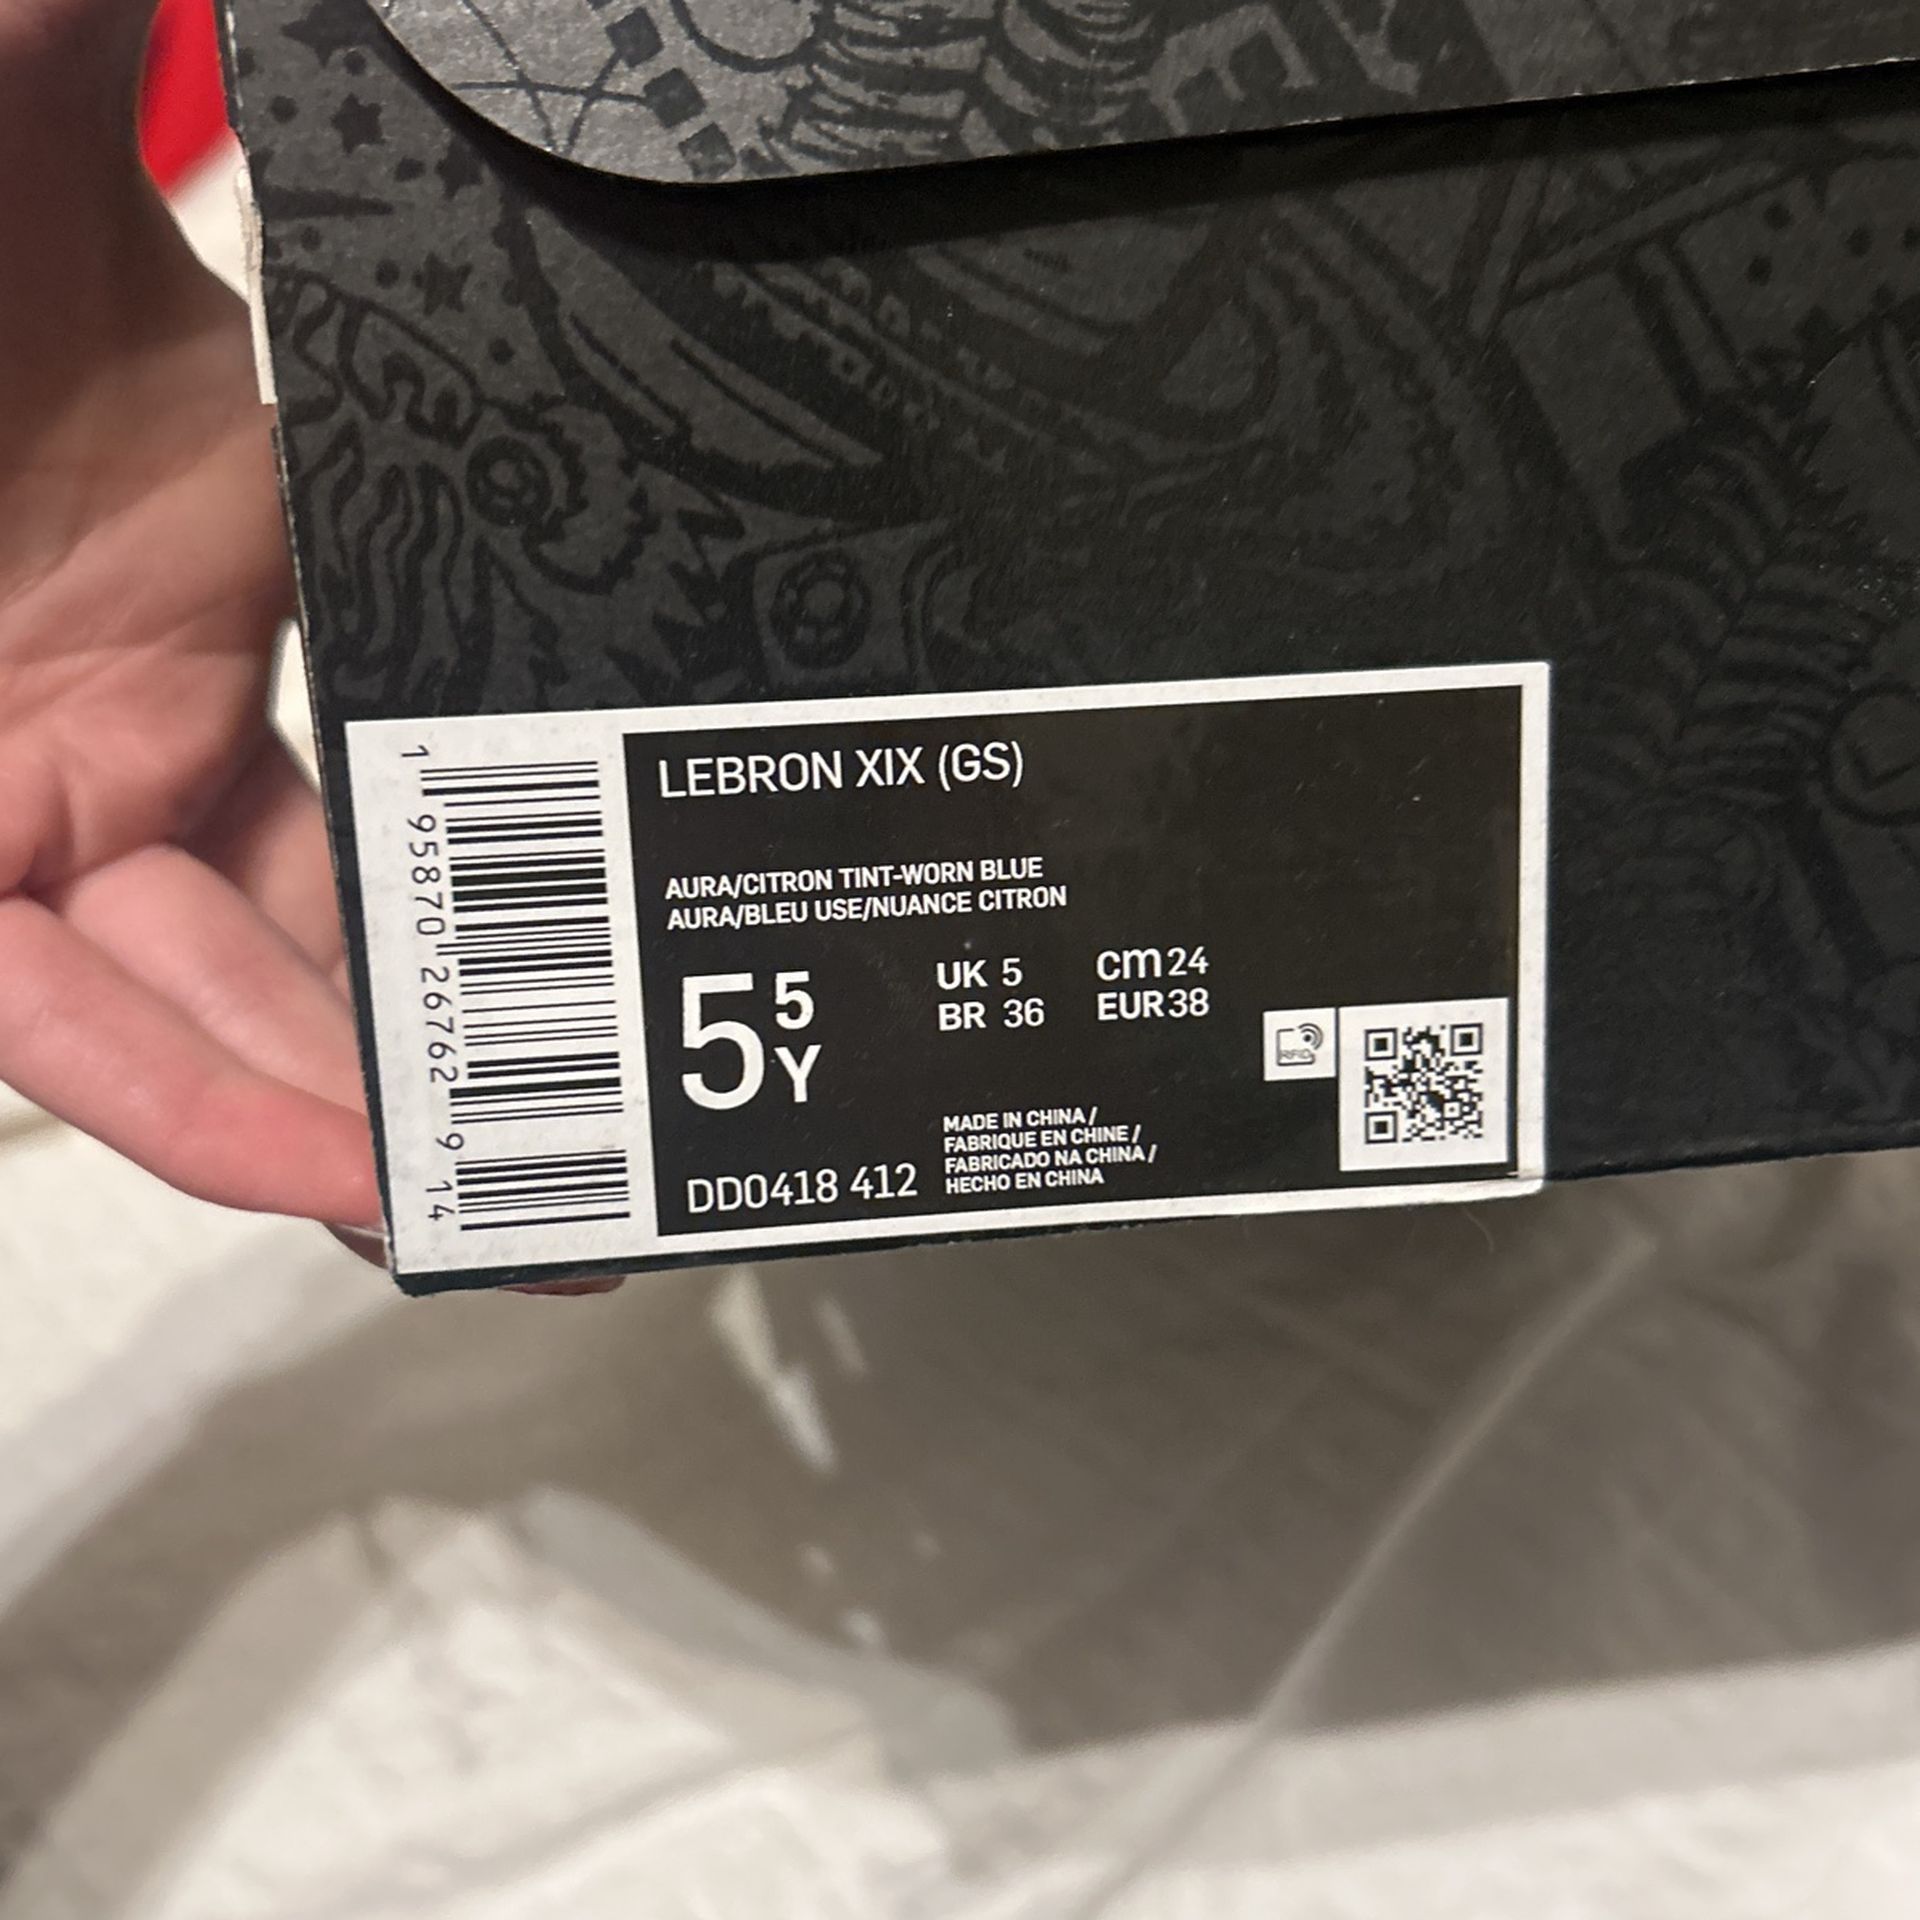 LEBRON XIX (GS)
AURA/CITRON TINT-WORN BLUE
AURA/BLEU USE/NUANCE CITRON
5 5 Y
UK 5
BR 36
cm 24
EUR 38
RFID
DD0418 412
MADE IN CHINA /
FABRIQUE EN CHINE /
FABRICADO NA CHINA /
HECHO EN CHINA
1 95870 26762 9 14